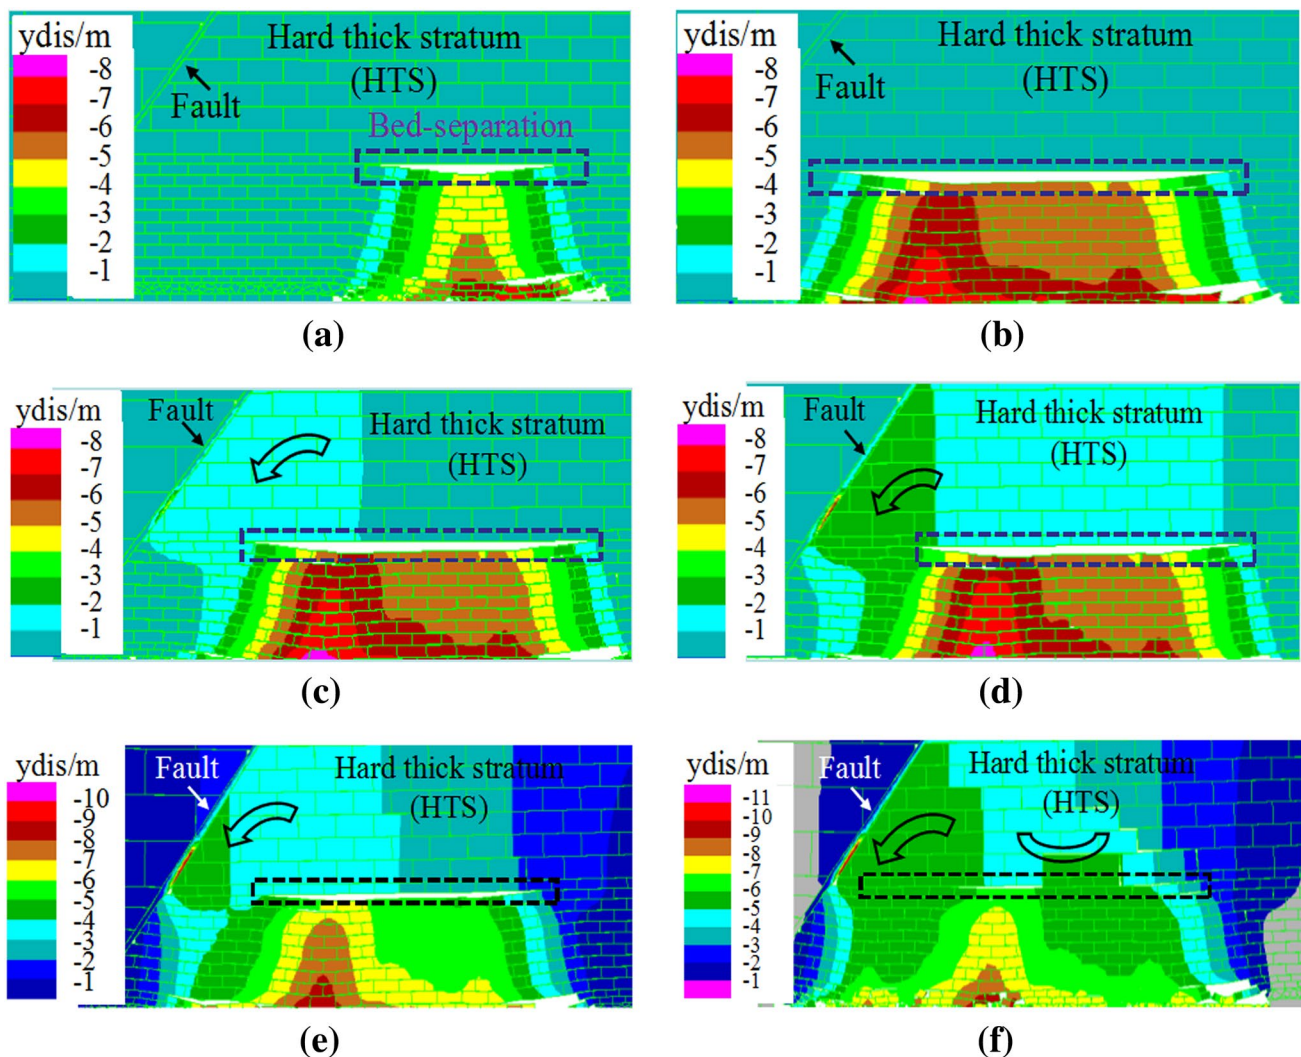 ydis/m
-8
-7
-6
-5
-4
-3
-2
-1
Hard thick stratum
(HTS)
Fault
Bed-separation
(a)
ydis/m
-8
-7
-6
-5
-4
-3
-2
-1
Hard thick stratum
(HTS)
Fault
(b)
ydis/m
-8
-7
-6
-5
-4
-3
-2
-1
Fault
Hard thick stratum
(HTS)
(c)
ydis/m
-8
-7
-6
-5
-4
-3
-2
-1
Fault
Hard thick stratum
(HTS)
(d)
ydis/m
-10
-9
-8
-7
-6
-5
-4
-3
-2
-1
Fault
Hard thick stratum
(HTS)
(e)
ydis/m
-11
-10
-9
-8
-7
-6
-5
-4
-3
-2
-1
Fault
Hard thick stratum
(HTS)
(f)